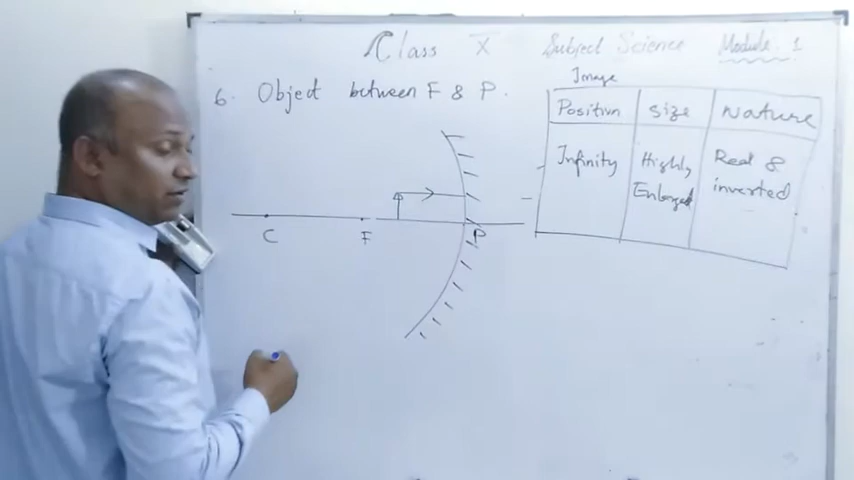 Class X Subject Science Module. 1
6. Object between F & P.
Image
Position Size Nature
Infinity Highly Enlarged Real & inverted
C F P